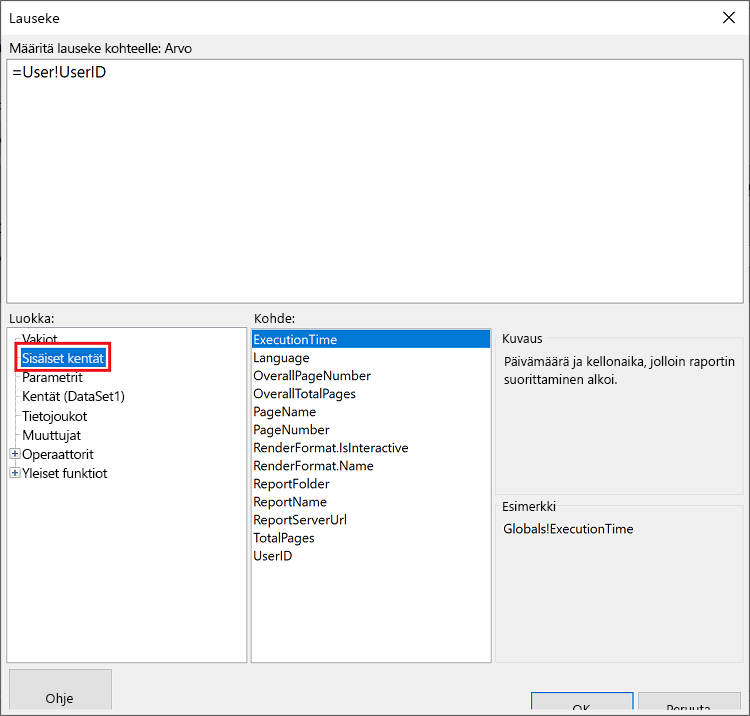 Lauseke
Määritä lauseke kohteelle: Arvo
=User!UserID
Luokka:
Vakiot
Sisäiset kentät
Parametrit
Kentät (DataSet1)
Tietojoukot
Muuttujat
Operaattorit
Yleiset funktiot
Kohde:
ExecutionTime
Language
OverallPageNumber
OverallTotalPages
PageName
PageNumber
RenderFormat.IsInteractive
RenderFormat.Name
ReportFolder
ReportName
ReportServerUrl
TotalPages
UserID
Kuvaus
Päivämäärä ja kellonaika, jolloin raportin
suorittaminen alkoi.
Esimerkki
Globals!ExecutionTime
Ohje
OK
Peruuta